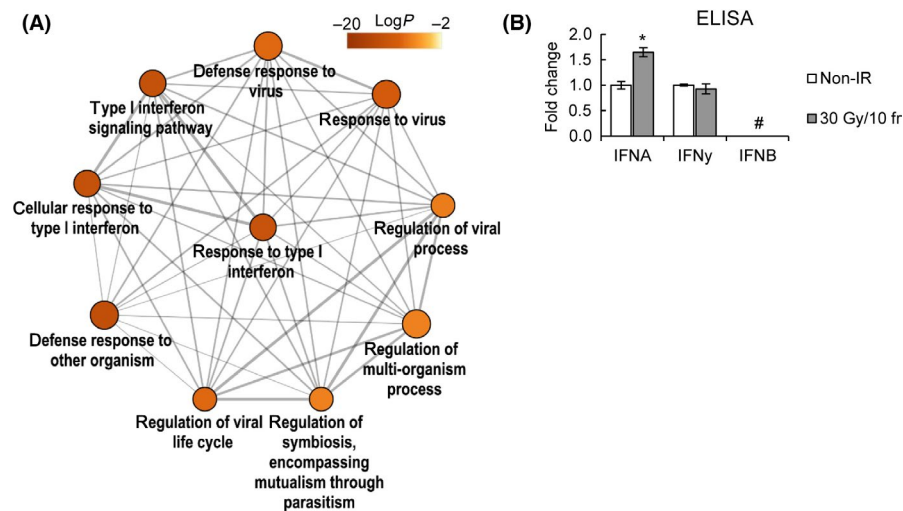 (A)
–20 LogP –2
Defense response to
virus
Type I interferon
signaling pathway
Response to virus
Cellular response to
type I interferon
Response to type I
interferon
Regulation of viral
process
Defense response to
other organism
Regulation of
multi-organism
process
Regulation of viral
life cycle
Regulation of
symbiosis,
encompassing
mutualism through
parasitism
(B)
ELISA
Fold change
2.0
1.5
1.0
0.5
0.0
*
#
IFNA IFNy IFNB
Non-IR
30 Gy/10 fr